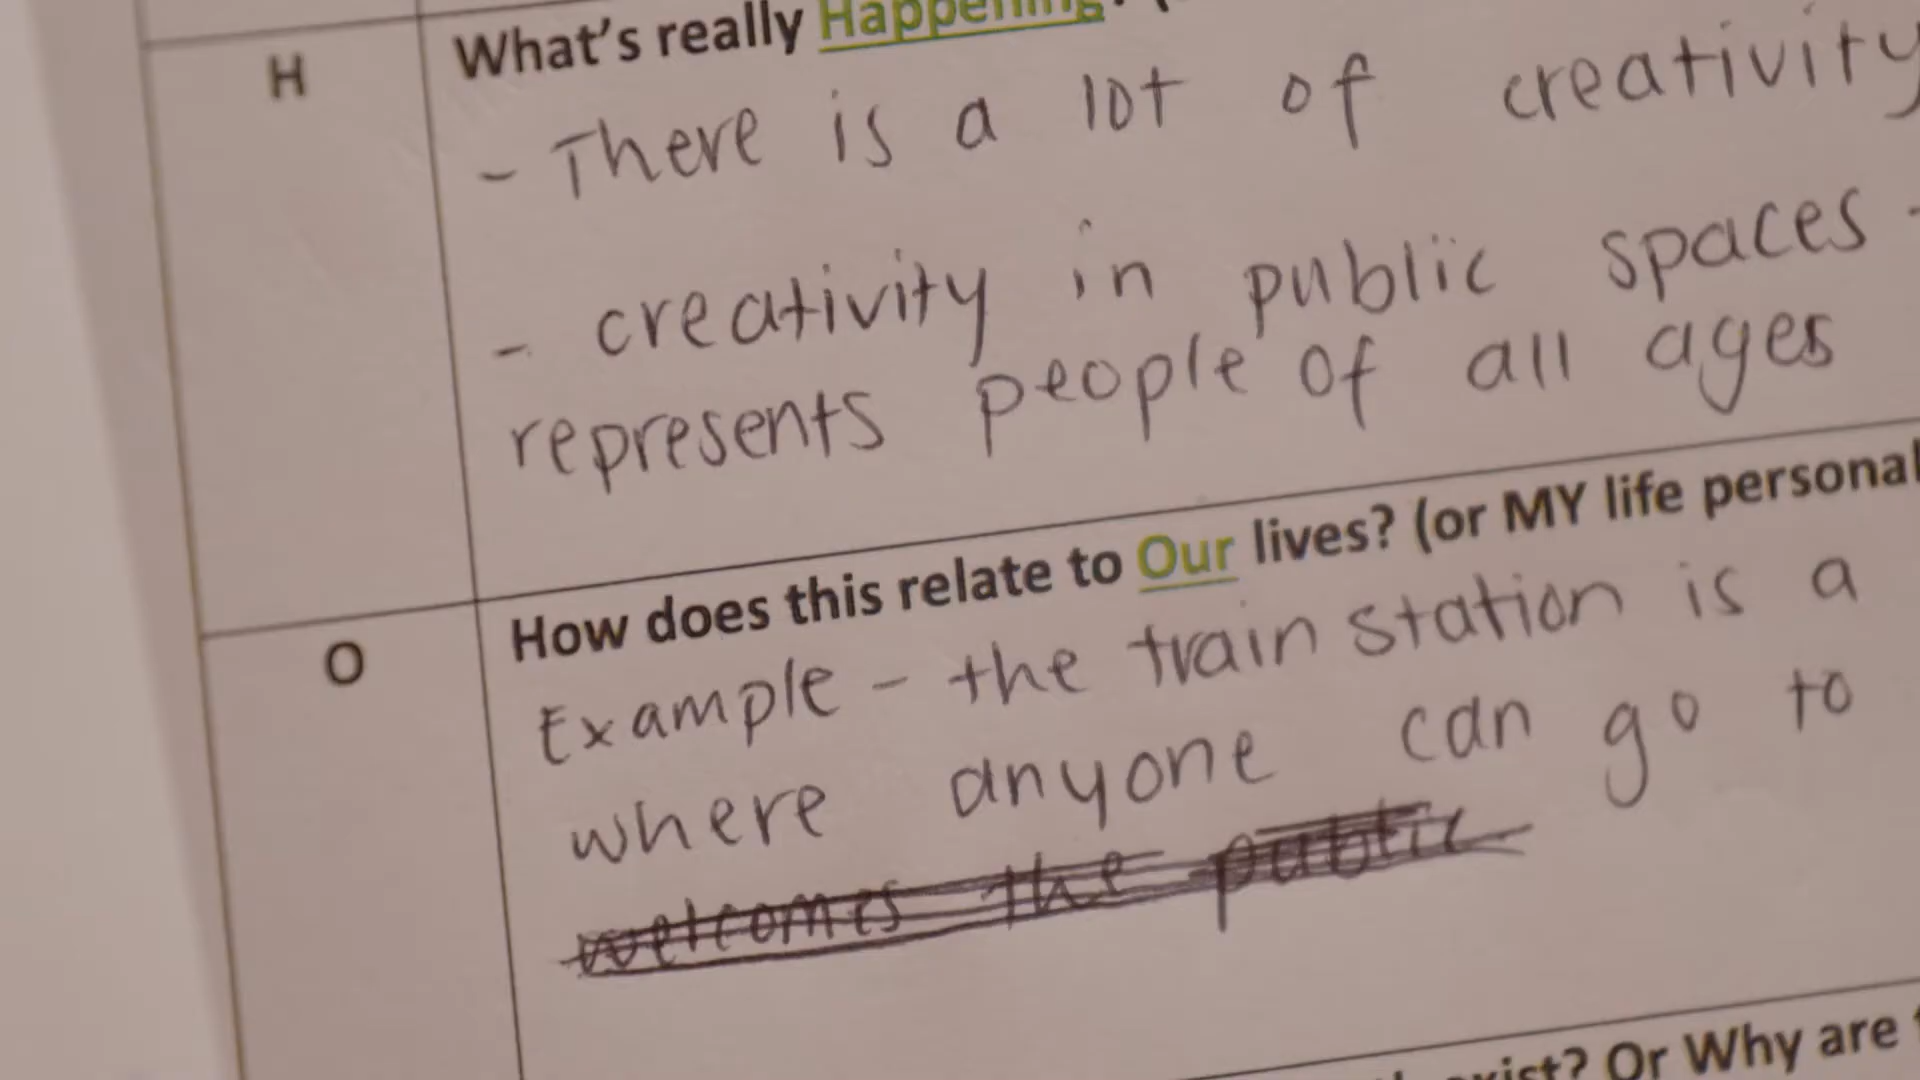 H
What's really Happening?
- There is a lot of creativity
- creativity in public spaces -
represents people of all ages
O
How does this relate to Our lives? (or MY life personal
Example - the train station is a
where anyone can go to
welcomes the public
exist? Or Why are